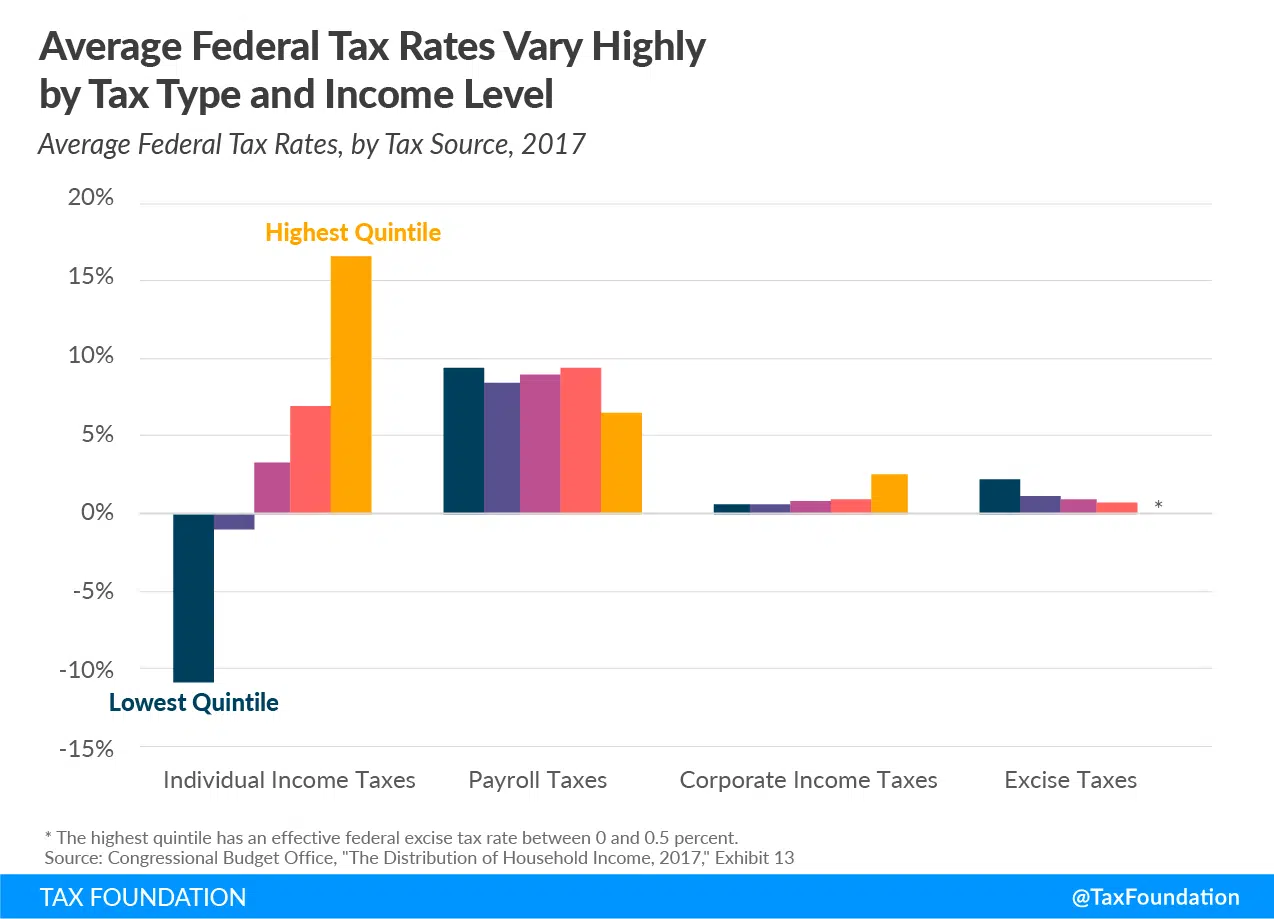 Average Federal Tax Rates Vary Highly
by Tax Type and Income Level
Average Federal Tax Rates, by Tax Source, 2017
20%
Highest Quintile
15%
10%
5%
0%
*
-5%
-10%
Lowest Quintile
-15%
Individual Income Taxes
Payroll Taxes
Corporate Income Taxes
Excise Taxes
* The highest quintile has an effective federal excise tax rate between 0 and 0.5 percent.
Source: Congressional Budget Office, "The Distribution of Household Income, 2017," Exhibit 13
TAX FOUNDATION
@TaxFoundation